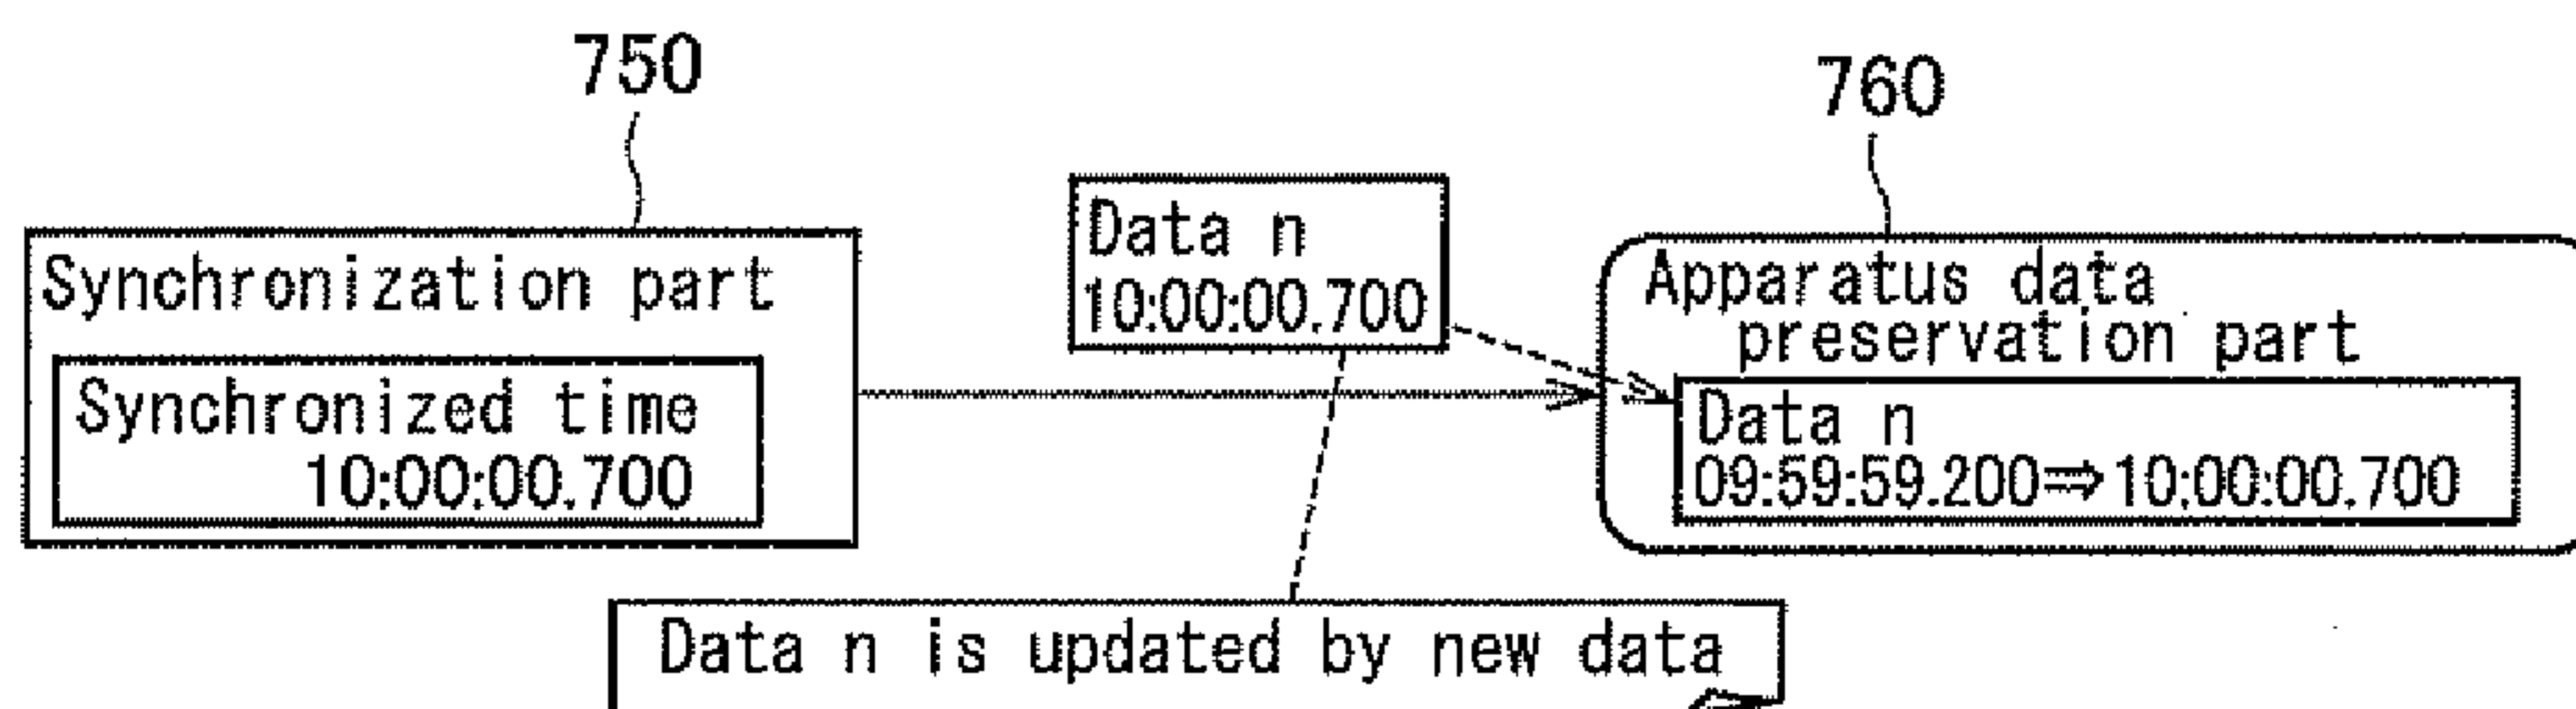 750
760
Synchronization part
Synchronized time
10:00:00.700
Data n
10:00:00.700
Apparatus data
preservation part
Data n
09:59:59.200⇒10:00:00.700
Data n is updated by new data